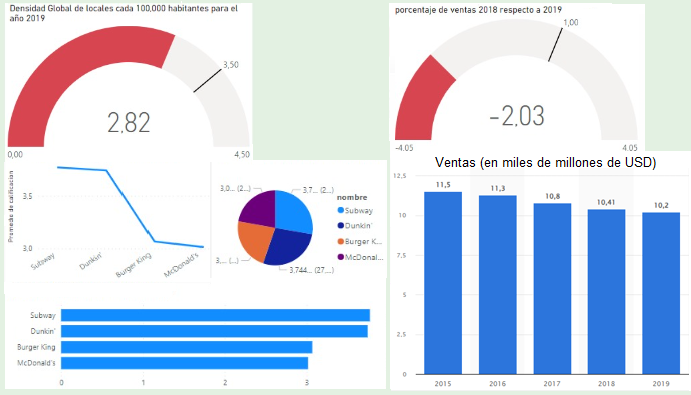 Densidad Global de locales cada 100,000 habitantes para el
año 2019
3,50
2,82
0,00
4,50
porcentaje de ventas 2018 respecto a 2019
1,00
-2,03
-4,05
4,05
Promedio de calificacion
3,5
3,0
Subway
Dunkin'
Burger King
McDonald's
3,0... (2...)
3,7... (2...)
3,... (...)
3,744... (27,...)
nombre
Subway
Dunkin'
Burger K...
McDonal...
Subway
Dunkin'
Burger King
McDonald's
0
1
2
3
Ventas (en miles de millones de USD)
12,5
10
7,5
5
2,5
0
11,5
11,3
10,8
10,41
10,2
2015
2016
2017
2018
2019